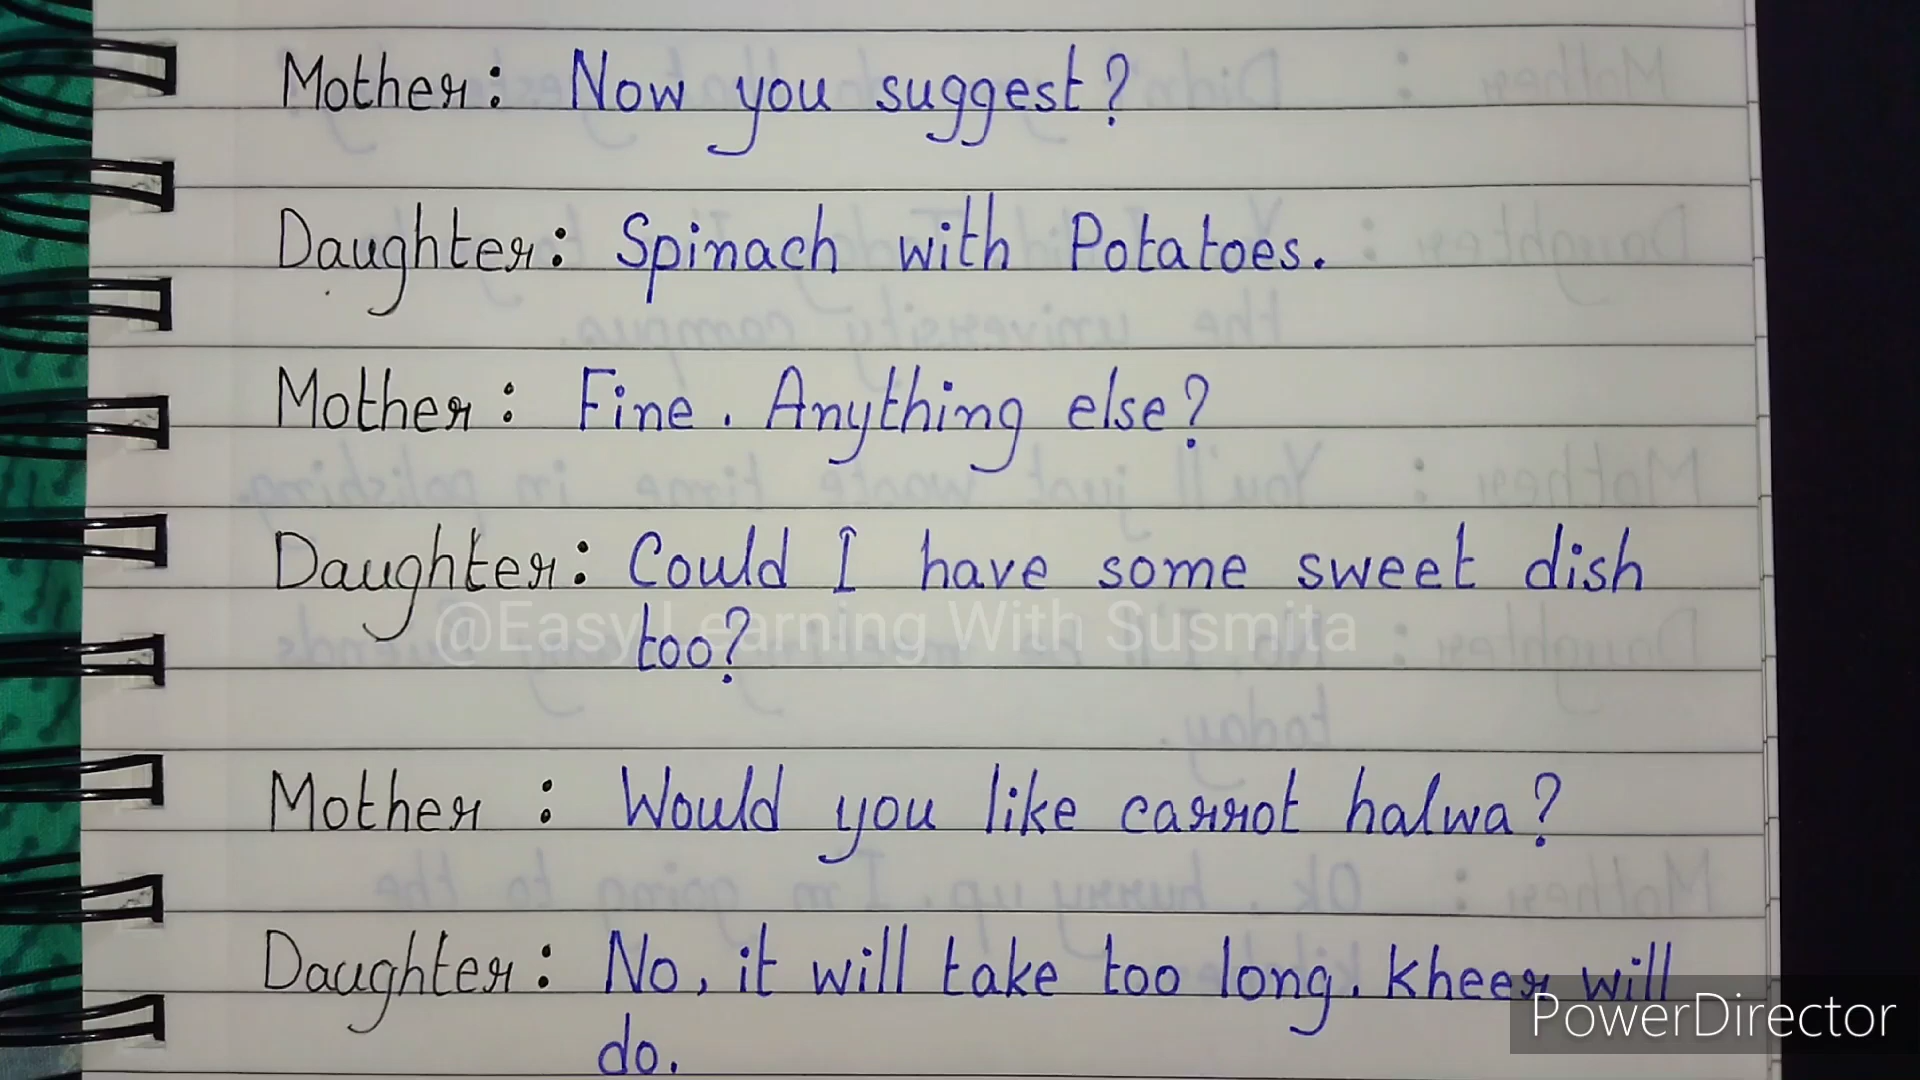 Mother: Now you suggest?
Daughter: Spinach with Potatoes.
Mother: Fine. Anything else?
Daughter: Could I have some sweet dish
@EasyLearning With Susmita
too?
Mother: Would you like carrot halwa?
Daughter: No, it will take too long. Kheer will
PowerDirector
do.